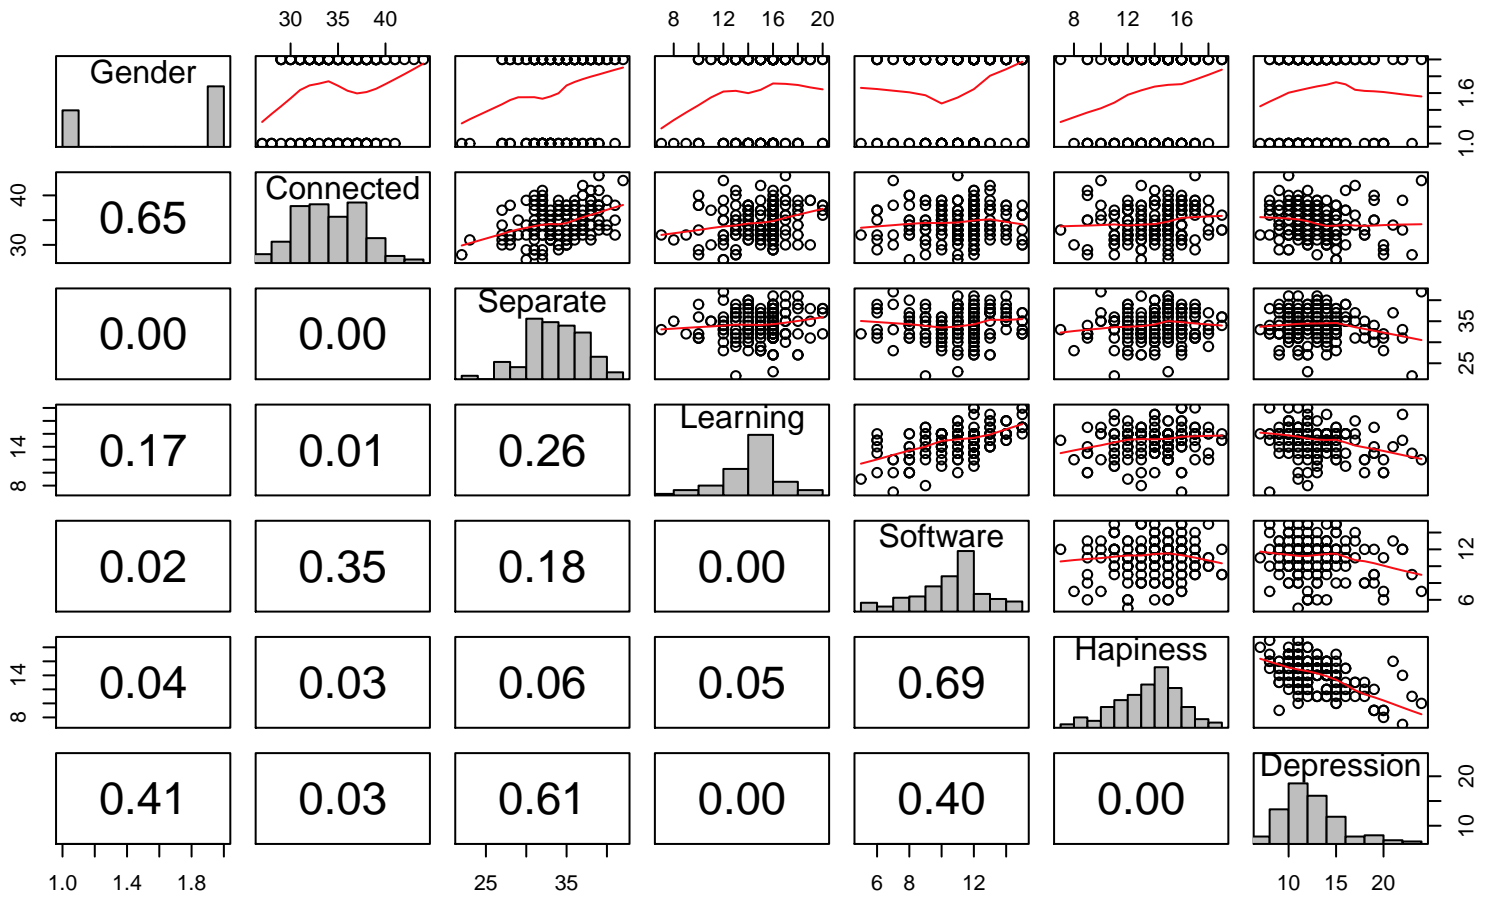 30 35 40 8 12 16 20 8 12 16
Gender 1.0 1.6
30 40 Connected
0.65
Separate 25 35
0.00 0.00
8 14 Learning
0.17 0.01 0.26
Software 6 12
0.02 0.35 0.18 0.00
8 14 Hapiness
0.04 0.03 0.06 0.05 0.69
Depression 10 20
0.41 0.03 0.61 0.00 0.40 0.00
1.0 1.4 1.8 25 35 6 8 12 10 15 20